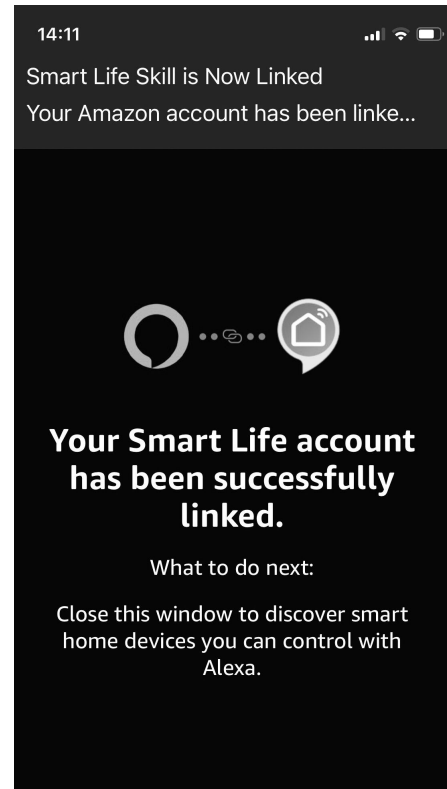 14:11
Smart Life Skill is Now Linked
Your Amazon account has been linke...
Your Smart Life account
has been successfully
linked.
What to do next:
Close this window to discover smart
home devices you can control with
Alexa.